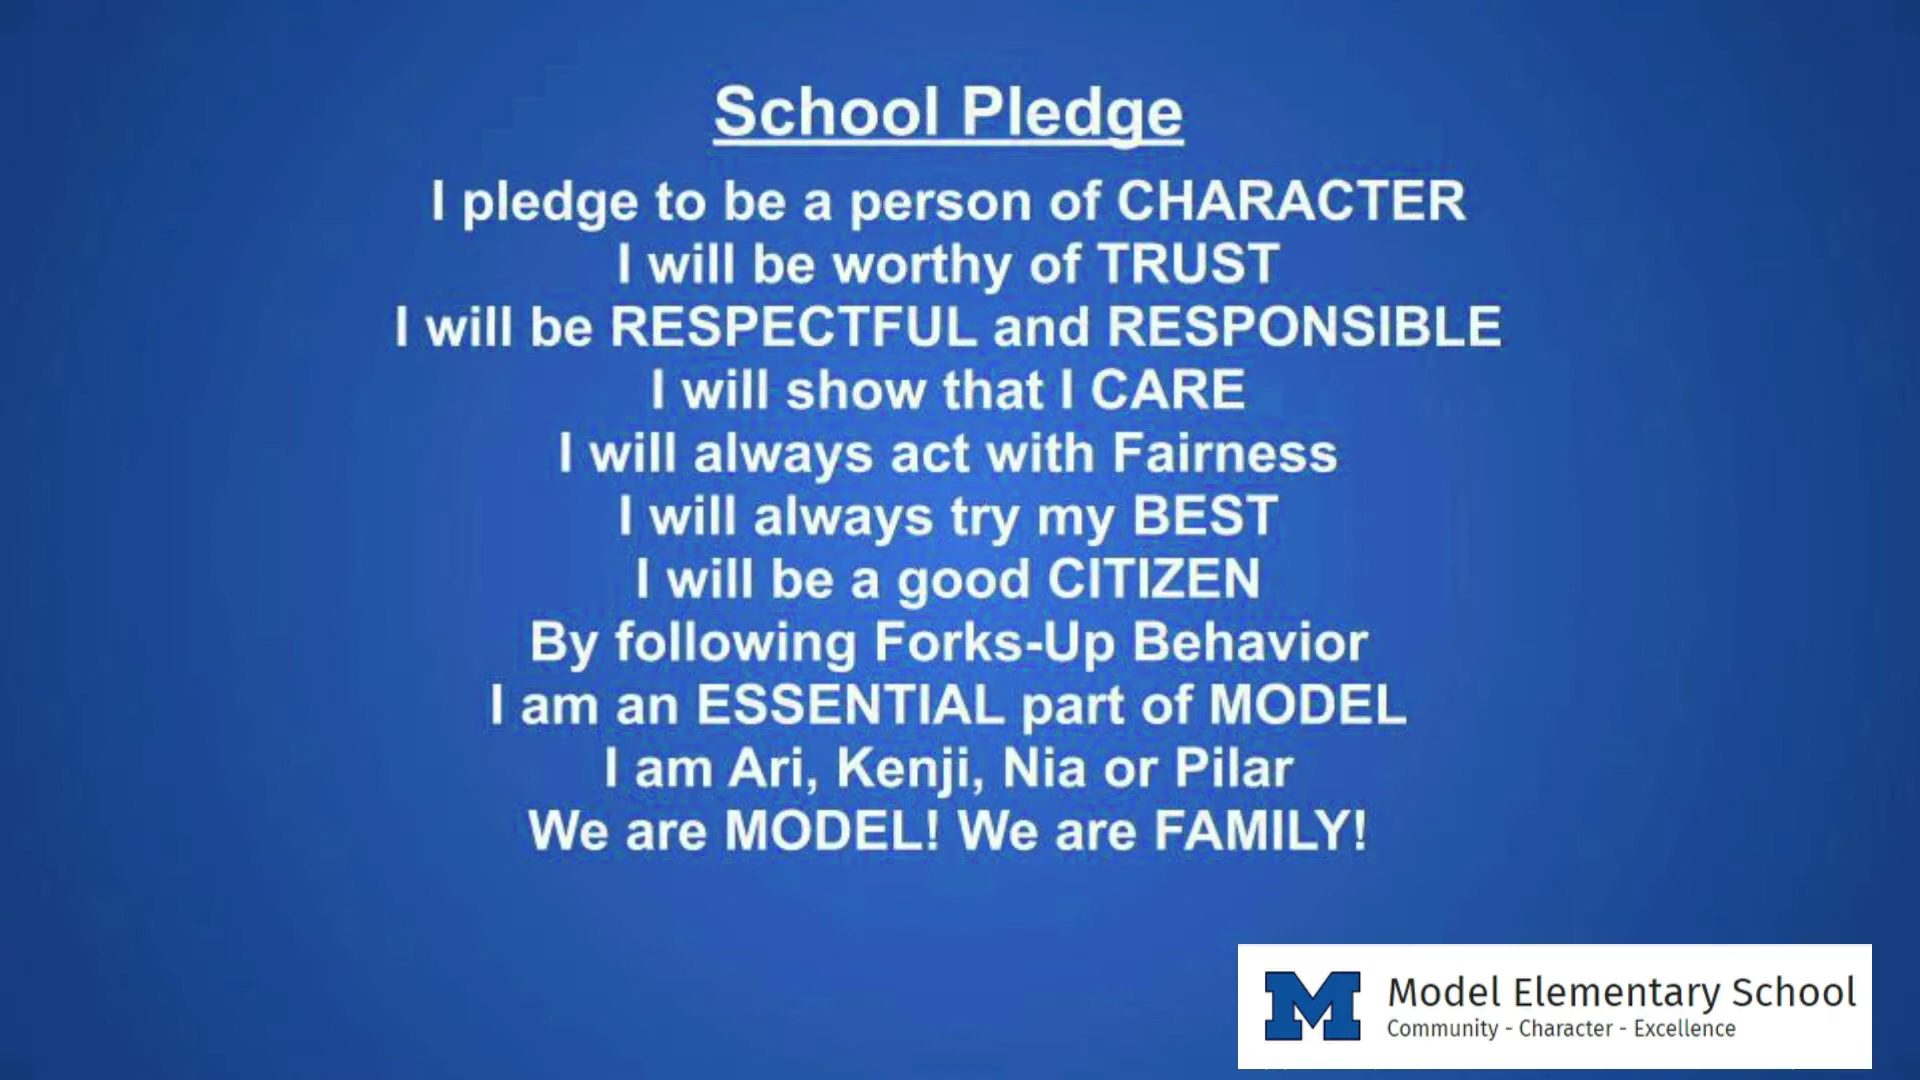 School Pledge
I pledge to be a person of CHARACTER
I will be worthy of TRUST
I will be RESPECTFUL and RESPONSIBLE
I will show that I CARE
I will always act with Fairness
I will always try my BEST
I will be a good CITIZEN
By following Forks-Up Behavior
I am an ESSENTIAL part of MODEL
I am Ari, Kenji, Nia or Pilar
We are MODEL! We are FAMILY!
M
Model Elementary School
Community - Character - Excellence